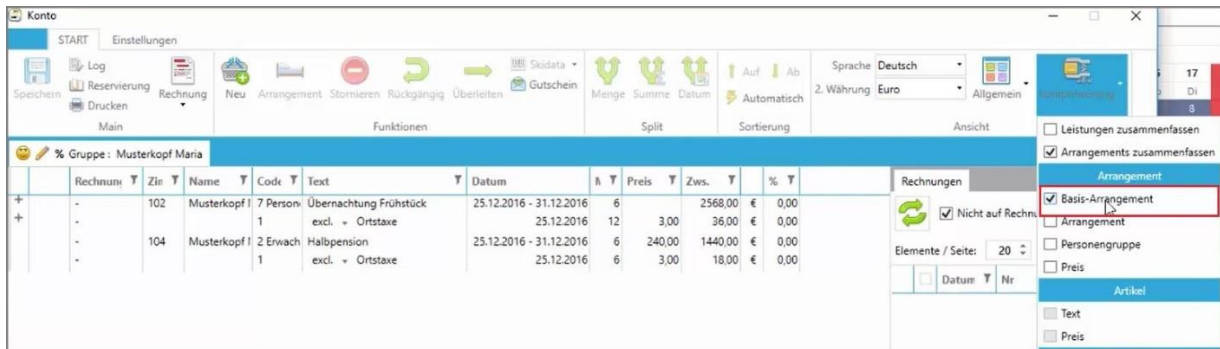 Konto
START Einstellungen
Speichern
Log
Reservierung
Drucken
Rechnung
Main
Neu
Arrangement
Stornieren
Rückgängig
Überleiten
Skidata
Gutschein
Funktionen
Menge
Summe
Datum
Split
Auf Ab
Automatisch
Sortierung
Sprache Deutsch
2. Währung Euro
Allgemein
Ansicht
17
Di
8
% Gruppe : Musterkopf Maria
Rechnung Zin Name Code Text Datum Preis Zws. %
- 102 Musterkopf 7 Person Übernachtung Frühstück 25.12.2016 - 31.12.2016 6 2568,00 € 0,00
- 1 excl. Ortstaxe 25.12.2016 12 3,00 36,00 € 0,00
- 104 Musterkopf 2 Erwach Halbpension 25.12.2016 - 31.12.2016 6 240,00 1440,00 € 0,00
- 1 excl. Ortstaxe 25.12.2016 6 3,00 18,00 € 0,00
Rechnungen
Nicht auf Rechnu
Elemente / Seite: 20
Datum Nr
Leistungen zusammenfassen
Arrangements zusammenfassen
Arrangement
Basis-Arrangement
Arrangement
Personengruppe
Preis
Artikel
Text
Preis